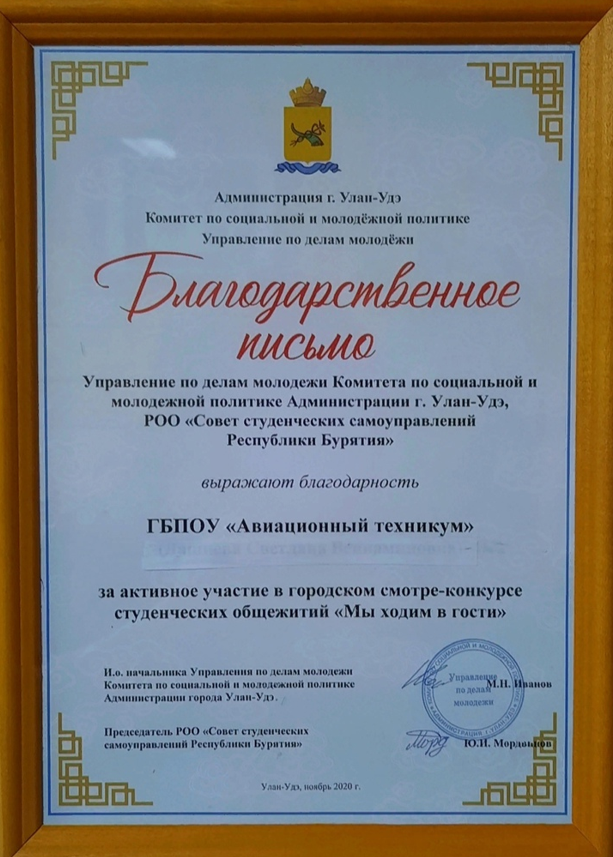 Администрация г. Улан-Удэ
Комитет по социальной и молодёжной политике
Управление по делам молодёжи
Благодарственное
письмо
Управление по делам молодежи Комитета по социальной и
молодежной политике Администрации г. Улан-Удэ,
РОО «Совет студенческих самоуправлений
Республики Бурятия»
выражают благодарность
ГБПОУ «Авиационный техникум»
за активное участие в городском смотре-конкурсе
студенческих общежитий «Мы ходим в гости»
И.о. начальника Управления по делам молодежи
Комитета по социальной и молодежной политике
Администрации города Улан-Удэ
Управление
по делам
молодежи
М.Н. Иванов
Председатель РОО «Совет студенческих
самоуправлений Республики Бурятия»
Ю.И. Мордвинов
Улан-Удэ, ноябрь 2020 г.